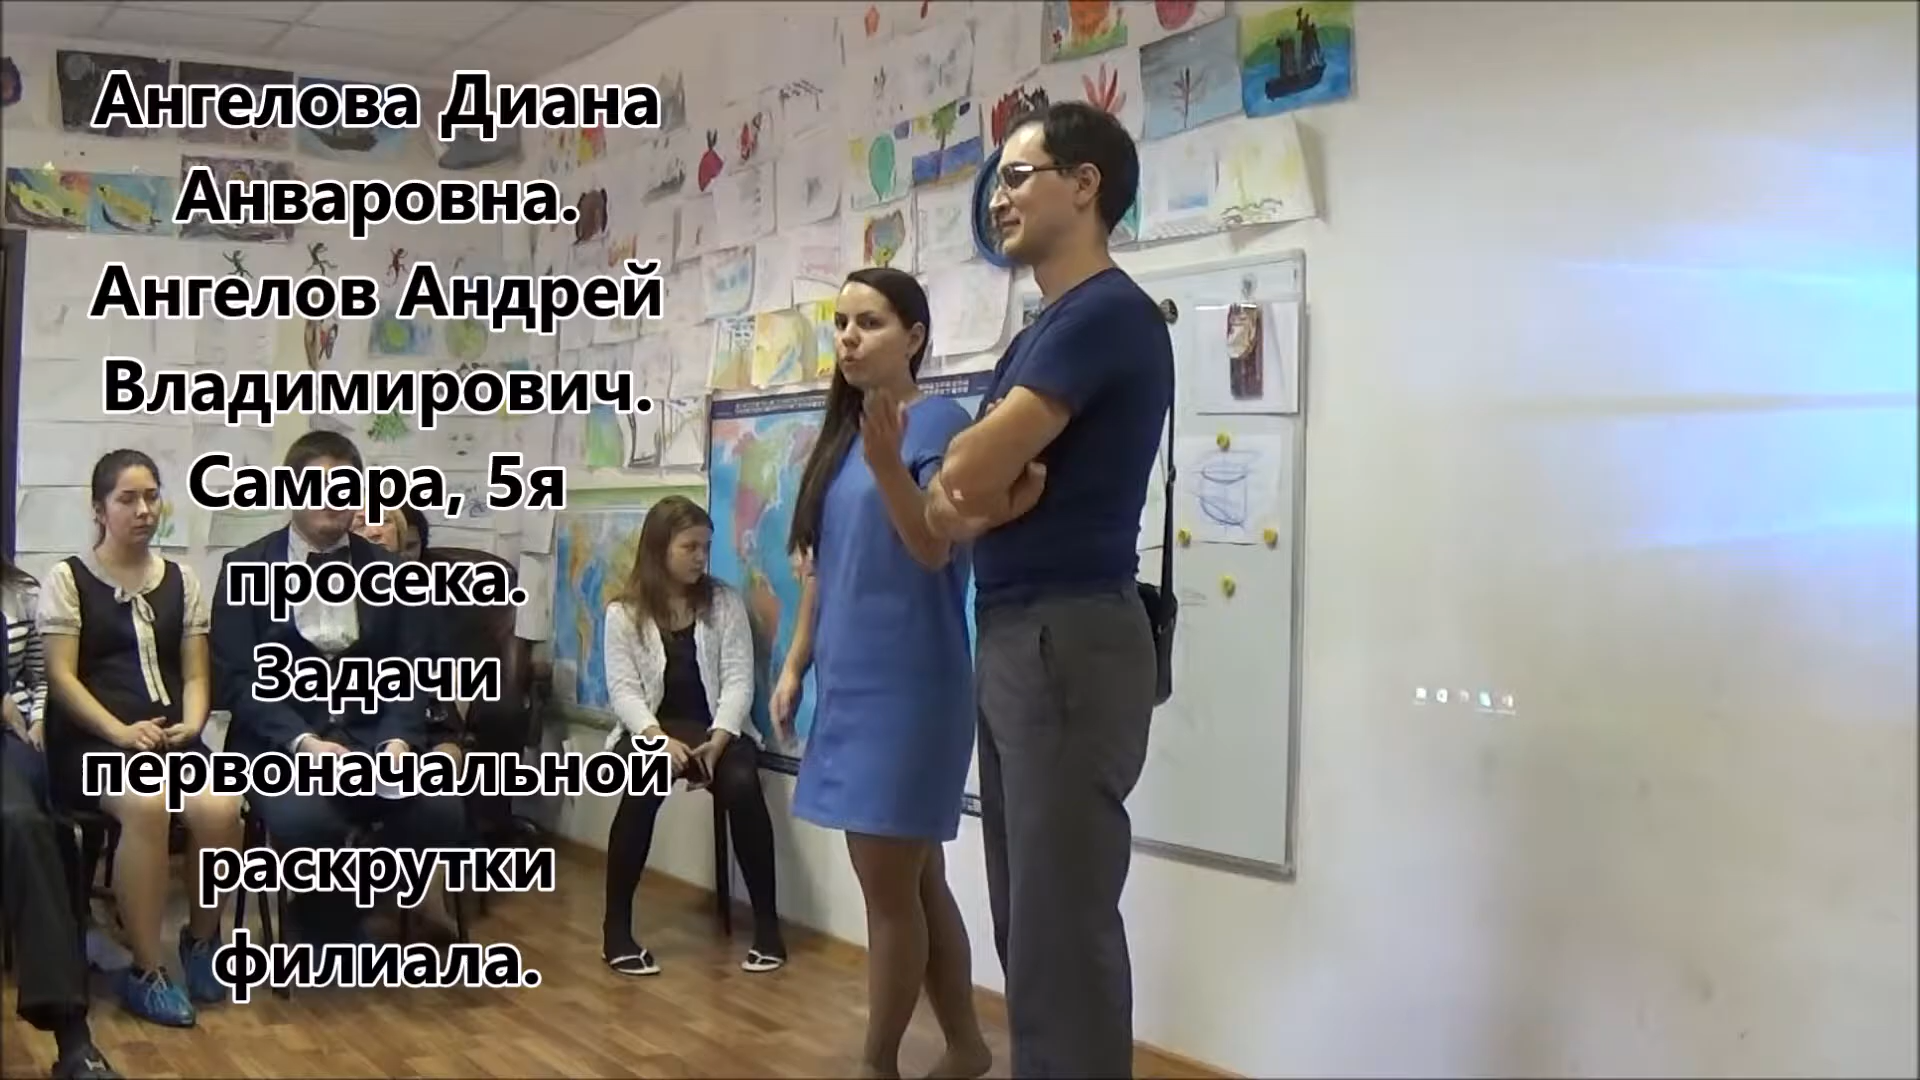 Ангелова Диана
Анваровна.
Ангелов Андрей
Владимирович.
Самара, 5я
просека.
Задачи
первоначальной
раскрутки
филиала.